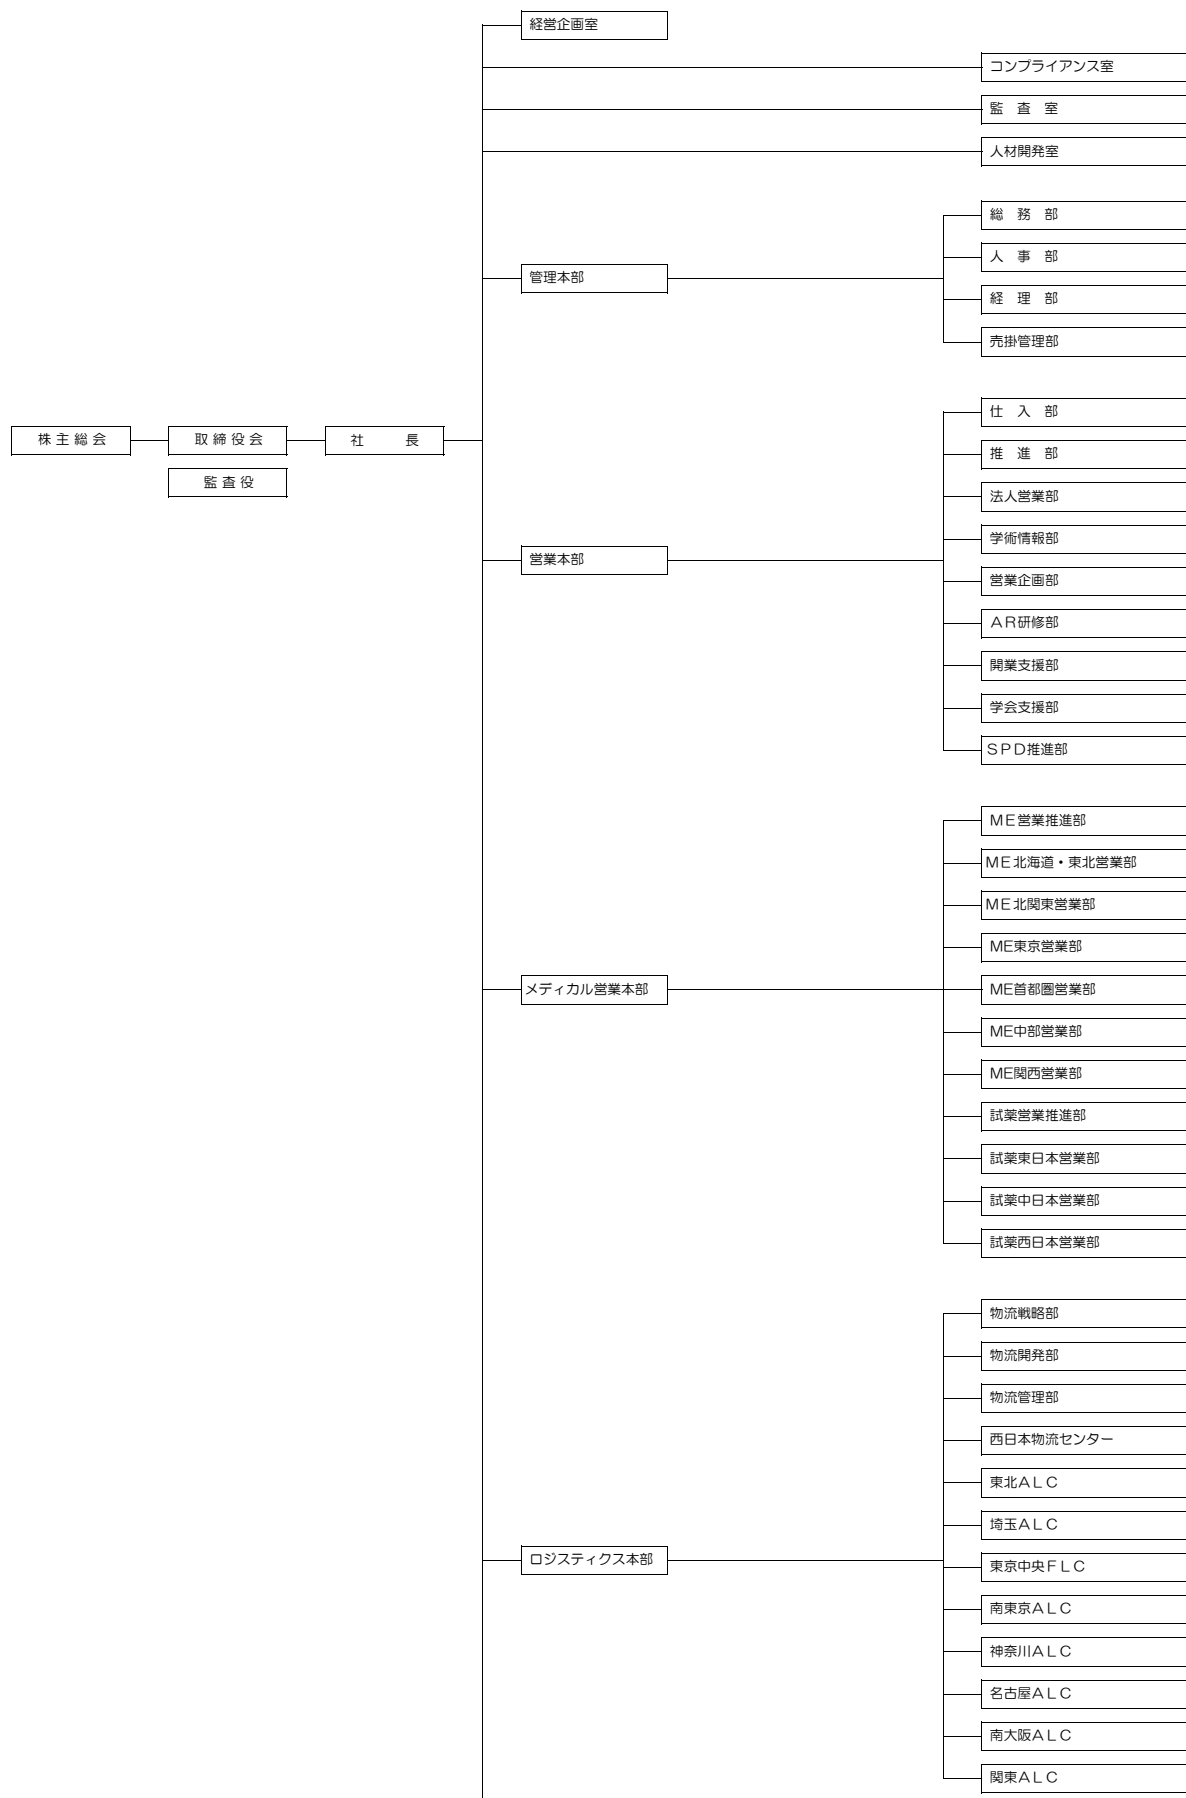 経営企画室
コンプライアンス室
監　査　室
人材開発室
総　務　部
人　事　部
管理本部
経　理　部
売掛管理部
仕　入　部
株主総会
取締役会
社　　長
監査役
推　進　部
法人営業部
学術情報部
営業本部
営業企画部
ＡＲ研修部
開業支援部
学会支援部
ＳＰＤ推進部
ＭＥ営業推進部
ＭＥ北海道・東北営業部
ＭＥ北関東営業部
ME東京営業部
メディカル営業本部
ME首都圏営業部
ME中部営業部
ME関西営業部
試薬営業推進部
試薬東日本営業部
試薬中日本営業部
試薬西日本営業部
物流戦略部
物流開発部
物流管理部
西日本物流センター
東北ＡＬＣ
埼玉ＡＬＣ
ロジスティクス本部
東京中央ＦＬＣ
南東京ＡＬＣ
神奈川ＡＬＣ
名古屋ＡＬＣ
南大阪ＡＬＣ
関東ＡＬＣ